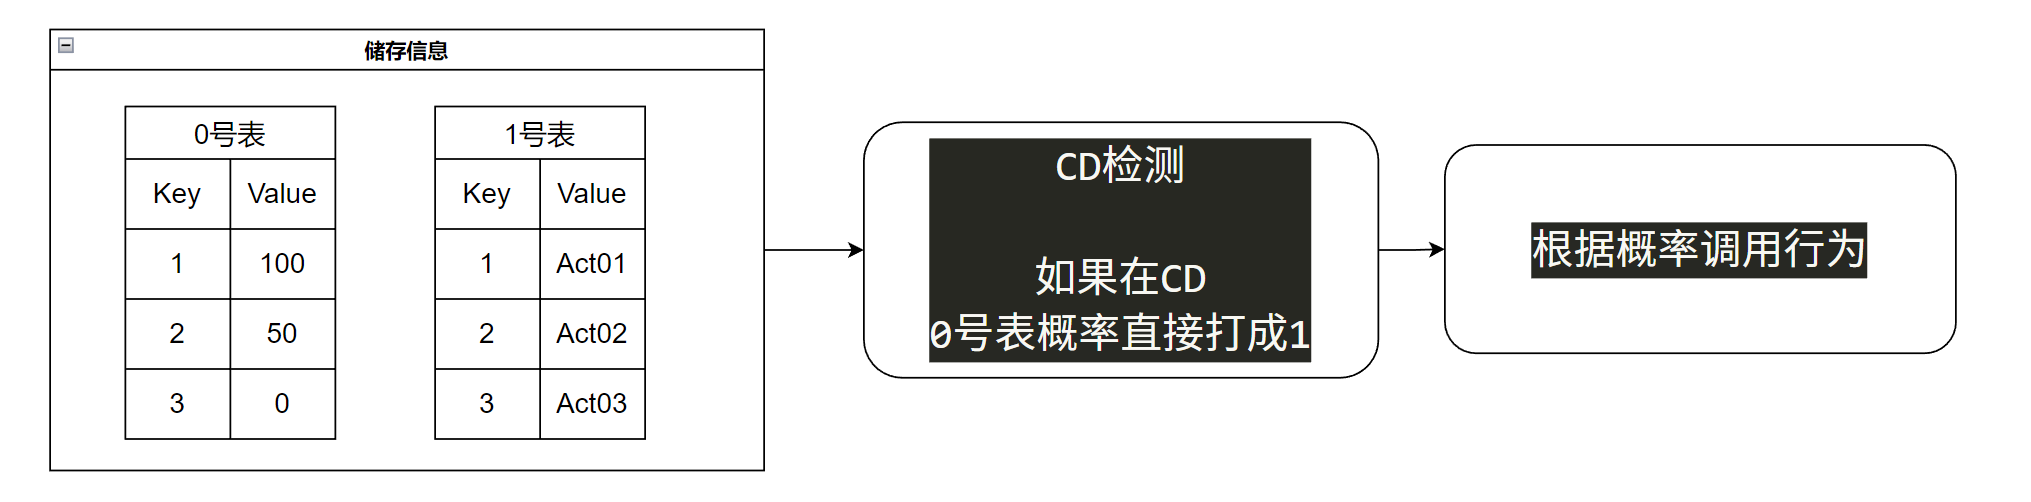 储存信息
0号表
Key Value
1 100
2 50
3 0
1号表
Key Value
1 Act01
2 Act02
3 Act03
CD检测
如果在CD
0号表概率直接打成1
根据概率调用行为